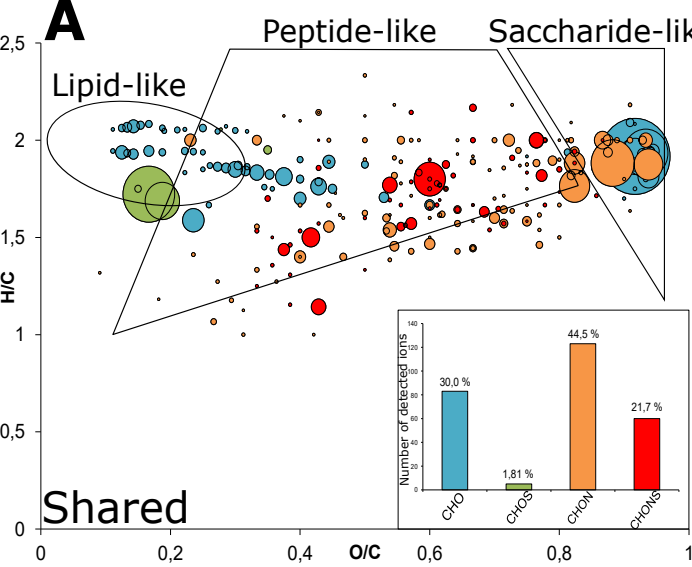 A
Peptide-like
Saccharide-lik
Lipid-like
2,5
2
1,5
1
0,5
0
H/C
Shared
0
0,2
0,4
O/C
0,6
0,8
1
Number of detected ions
140
120
100
80
60
40
20
0
30,0 %
1,81 %
44,5 %
21,7 %
CHO
CHOS
CHON
CHONS